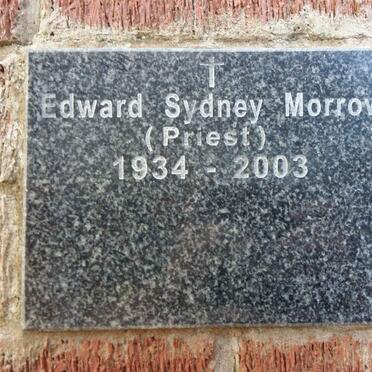 Edward Sydney Morrow
(Priest)
1934 - 2003